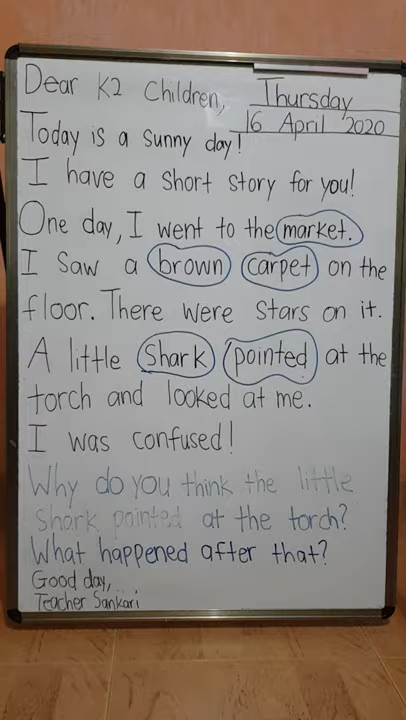 Dear K2 Children, Thursday
Today is a sunny day! 16 April 2020
I have a short story for you!
One day, I went to the market.
I saw a brown carpet on the
floor. There were stars on it.
A little shark pointed at the
torch and looked at me.
I was confused!
Why do you think the little
shark pointed at the torch?
What happened after that?
Good day,
Teacher Sankari